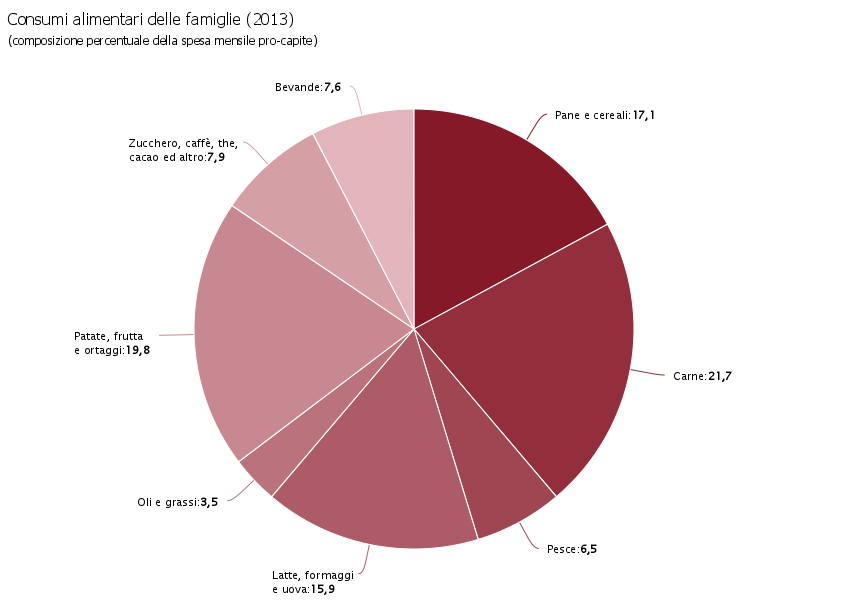 Consumi alimentari delle famiglie (2013)
(composizione percentuale della spesa mensile pro-capite)
Bevande:7,6
Pane e cereali:17,1
Zucchero, caffè, the,
cacao ed altro:7,9
Patate, frutta
e ortaggi:19,8
Carne:21,7
Oli e grassi:3,5
Pesce:6,5
Latte, formaggi
e uova:15,9